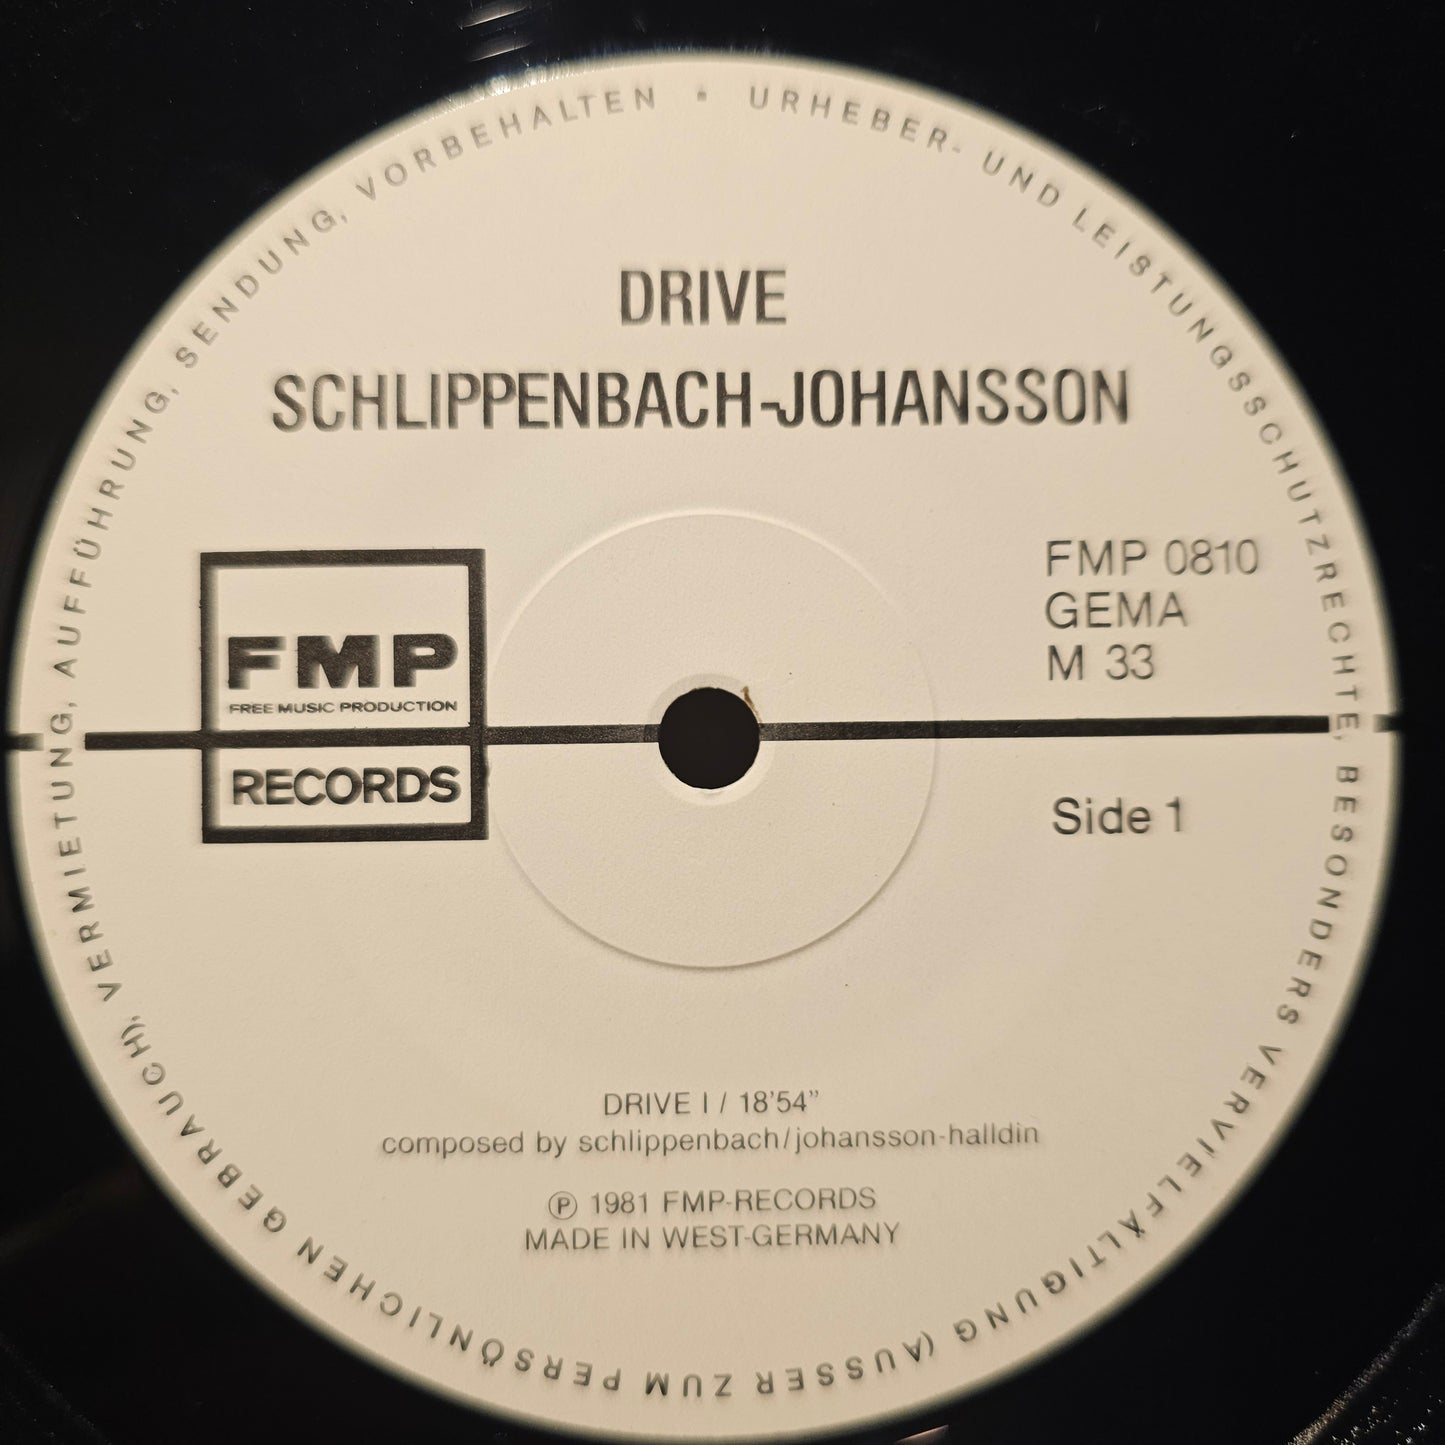 URHEBER- UND LEISTUNGSSCHUTZRECHTE, BESONDERS VERVIELFÄLTIGUNG (AUSSER ZUM PERSÖNLICHEN GEBRAUCH), VERMIETUNG, AUFFÜHRUNG, SENDUNG, VORBEHALTEN *
DRIVE
SCHLIPPENBACH-JOHANSSON
FMP
FREE MUSIC PRODUCTION
RECORDS
FMP 0810
GEMA
M 33
Side 1
DRIVE I / 18'54”
composed by schlippenbach/johansson-halldin
Ⓟ 1981 FMP-RECORDS
MADE IN WEST-GERMANY